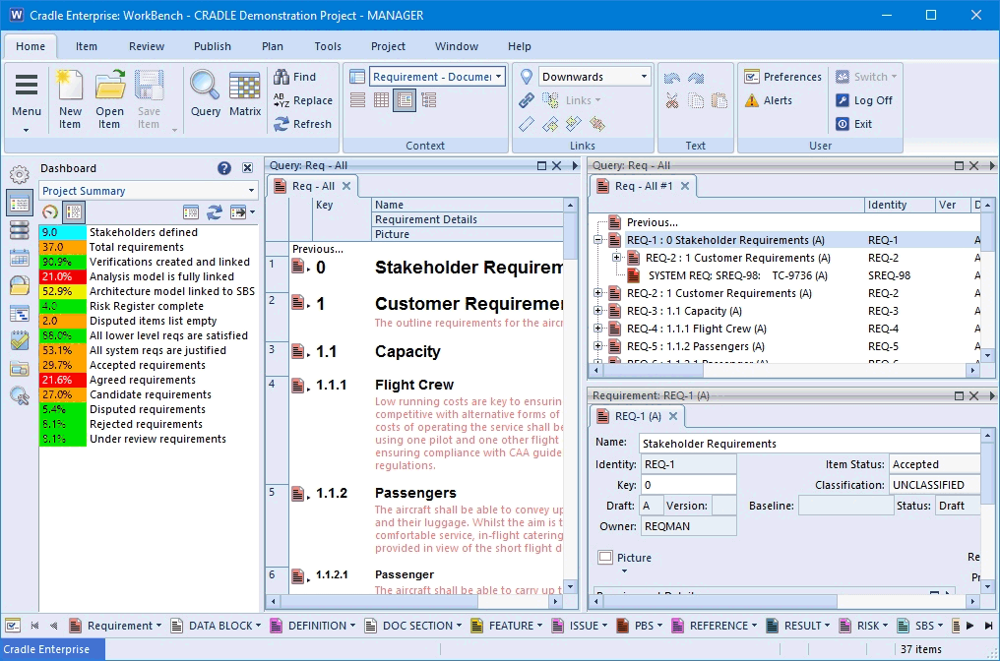 Cradle Enterprise: WorkBench - CRADLE Demonstration Project - MANAGER
Home Item Review Publish Plan Tools Project Window Help
Menu
New Item
Open Item
Save Item
Query
Matrix
Find
AB YZ Replace
Refresh
Requirement - Documer
Context
Downwards
Links
Links
Text
Preferences
Alerts
Switch
Log Off
Exit
User
Dashboard
Project Summary
9.0 Stakeholders defined
37.0 Total requirements
90.9% Verifications created and linked
21.0% Analysis model is fully linked
52.9% Architecture model linked to SBS
4.0 Risk Register complete
2.0 Disputed items list empty
88.0% All lower level reqs are satisfied
53.1% All system reqs are justified
29.7% Accepted requirements
21.6% Agreed requirements
27.0% Candidate requirements
5.4% Disputed requirements
8.1% Rejected requirements
8.1% Under review requirements
Query: Req - All
Req - All
Key Name
Requirement Details
Picture
Previous...
1 0 Stakeholder Requirem
2 1 Customer Requiremer
The outline requirements for the aircr
3 1.1 Capacity
4 1.1.1 Flight Crew
Low running costs are key to ensurin
competitive with alternative forms of
costs of operating the service shall be
using one pilot and one other flight
ensuring compliance with CAA guide
regulations.
5 1.1.2 Passengers
The aircraft shall be able to convey up
and their luggage. Whilst the aim is t
comfortable service, in-flight catering
provided in view of the short flight d
6 1.1.2.1 Passenger
The aircraft shall be able to carry up t
Query: Req - All
Req - All #1
Identity Ver D
Previous...
REQ-1 : 0 Stakeholder Requirements (A) REQ-1 A
REQ-2 : 1 Customer Requirements (A) REQ-2 A
SYSTEM REQ: SREQ-98: TC-9736 (A) SREQ-98 A
REQ-2 : 1 Customer Requirements (A) REQ-2 A
REQ-3 : 1.1 Capacity (A) REQ-3 A
REQ-4 : 1.1.1 Flight Crew (A) REQ-4 A
REQ-5 : 1.1.2 Passengers (A) REQ-5 A
REQ-6 : 1.1.2.1 Passenger (A) REQ-6 A
Requirement: REQ-1 (A)
REQ-1 (A)
Name: Stakeholder Requirements
Identity: REQ-1 Item Status: Accepted
Key: 0 Classification: UNCLASSIFIED
Draft: A Version: Baseline: Status: Draft
Owner: REQMAN
Picture Re
Pr
Requirement Details
Requirement DATA BLOCK DEFINITION DOC SECTION FEATURE ISSUE PBS REFERENCE RESULT RISK SBS
Cradle Enterprise 37 items